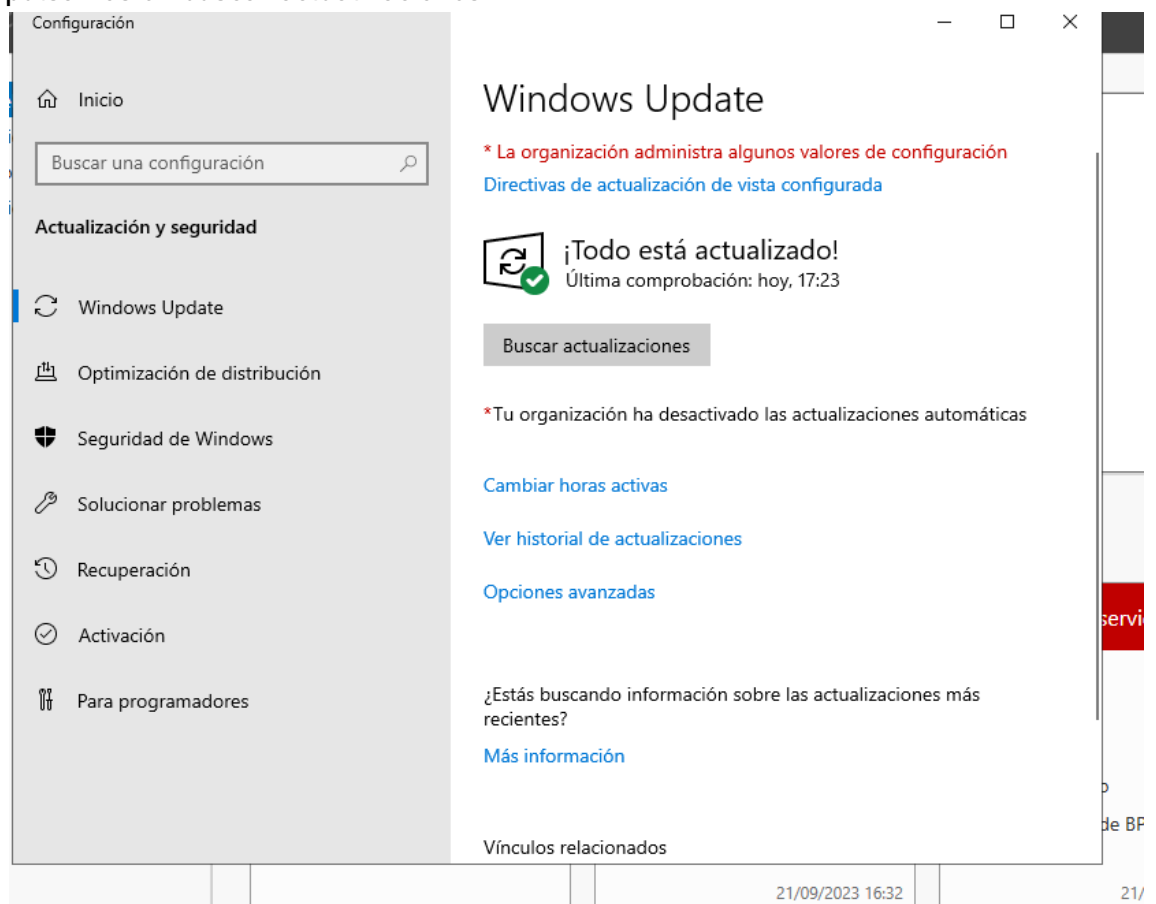 Configuración
Inicio
Buscar una configuración
Actualización y seguridad
Windows Update
Optimización de distribución
Seguridad de Windows
Solucionar problemas
Recuperación
Activación
Para programadores
Windows Update
* La organización administra algunos valores de configuración
Directivas de actualización de vista configurada
¡Todo está actualizado!
Última comprobación: hoy, 17:23
Buscar actualizaciones
*Tu organización ha desactivado las actualizaciones automáticas
Cambiar horas activas
Ver historial de actualizaciones
Opciones avanzadas
¿Estás buscando información sobre las actualizaciones más
recientes?
Más información
Vínculos relacionados
servi
de BP
21/09/2023 16:32
21/